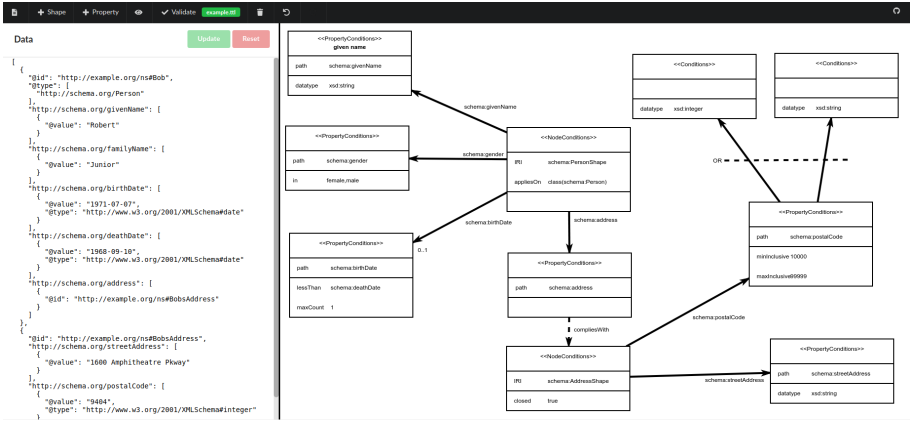 + Shape + Property Validate example.ttl
Data Update Reset
[
{
"@id": "http://example.org/ns#Bob",
"@type": [
"http://schema.org/Person"
],
"http://schema.org/givenName": [
{
"@value": "Robert"
}
],
"http://schema.org/familyName": [
{
"@value": "Junior"
}
],
"http://schema.org/birthDate": [
{
"@value": "1971-07-07",
"@type": "http://www.w3.org/2001/XMLSchema#date"
}
],
"http://schema.org/deathDate": [
{
"@value": "1968-09-10",
"@type": "http://www.w3.org/2001/XMLSchema#date"
}
],
"http://schema.org/address": [
{
"@id": "http://example.org/ns#BobsAddress"
}
]
},
{
"@id": "http://example.org/ns#BobsAddress",
"http://schema.org/streetAddress": [
{
"@value": "1600 Amphitheatre Pkway"
}
],
"http://schema.org/postalCode": [
{
"@value": "9404",
"@type": "http://www.w3.org/2001/XMLSchema#integer"
}
<<PropertyConditions>>
given name
path schema:givenName
datatype xsd:string
schema:givenName
<<PropertyConditions>>
path schema:gender
in female,male
schema:gender
<<NodeConditions>>
IRI schema:PersonShape
appliesOn class(schema:Person)
schema:birthDate
0..1
<<PropertyConditions>>
path schema:birthDate
lessThan schema:deathDate
maxCount 1
schema:address
<<PropertyConditions>>
path schema:address
compliesWith
<<NodeConditions>>
IRI schema:AddressShape
closed true
<<Conditions>>
datatype xsd:integer
<<Conditions>>
datatype xsd:string
OR
<<PropertyConditions>>
path schema:postalCode
minInclusive 10000
maxInclusive99999
schema:postalCode
schema:streetAddress
<<PropertyConditions>>
path schema:streetAddress
datatype xsd:string